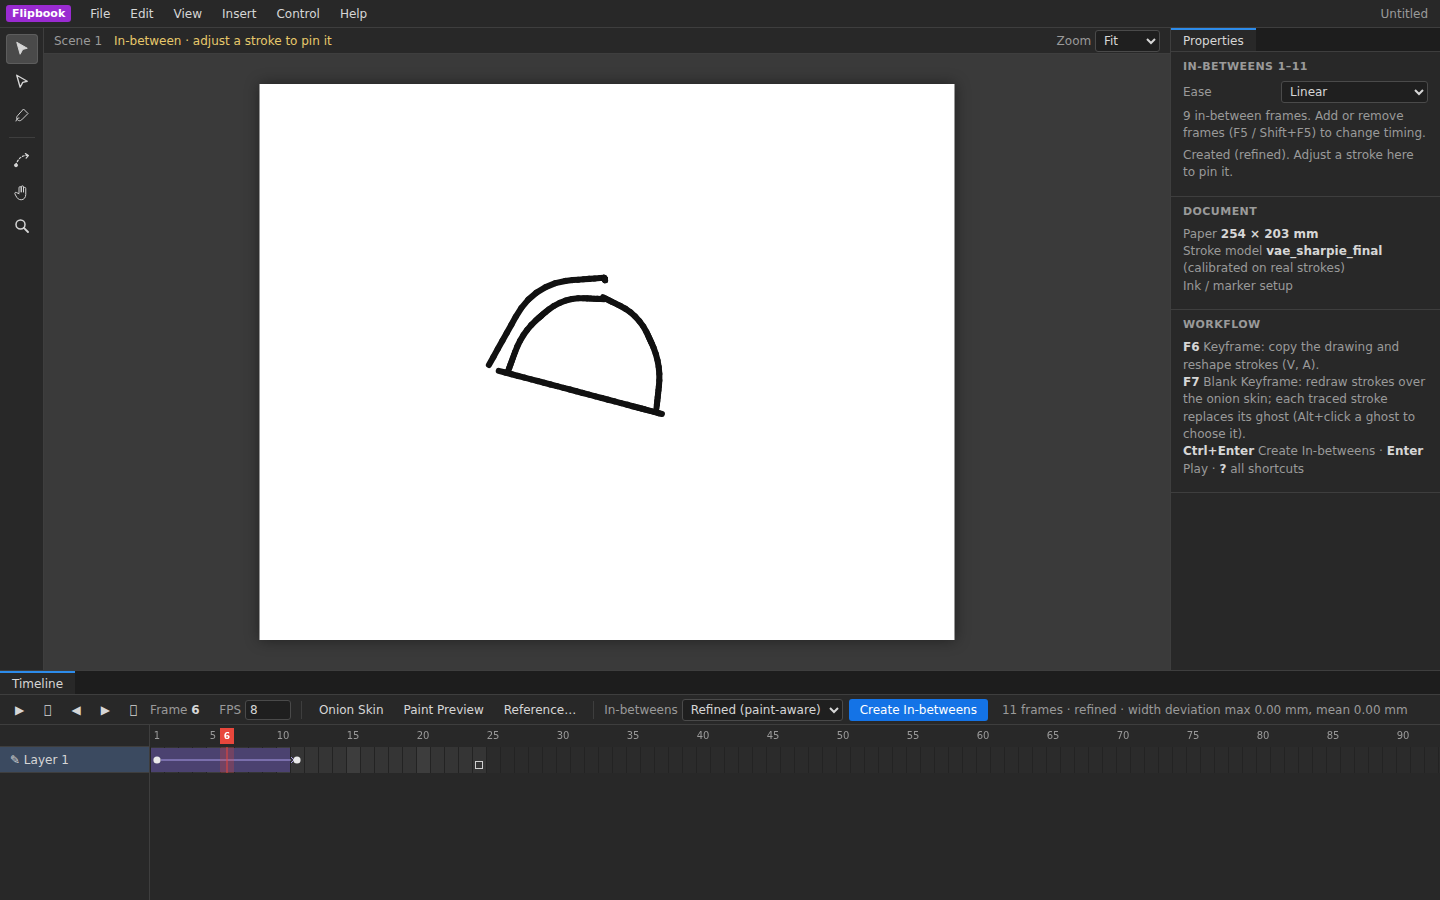 Flipbook File Edit View Insert Control Help Untitled
Scene 1 In-between · adjust a stroke to pin it Zoom Fit
Properties
IN-BETWEENS 1–11
Ease Linear
9 in-between frames. Add or remove
frames (F5 / Shift+F5) to change timing.
Created (refined). Adjust a stroke here
to pin it.
DOCUMENT
Paper 254 × 203 mm
Stroke model vae_sharpie_final
(calibrated on real strokes)
Ink / marker setup
WORKFLOW
F6 Keyframe: copy the drawing and
reshape strokes (V, A).
F7 Blank Keyframe: redraw strokes over
the onion skin; each traced stroke
replaces its ghost (Alt+click a ghost to
choose it).
Ctrl+Enter Create In-betweens · Enter
Play · ? all shortcuts
Timeline
Frame 6 FPS 8 Onion Skin Paint Preview Reference... In-betweens Refined (paint-aware) Create In-betweens 11 frames · refined · width deviation max 0.00 mm, mean 0.00 mm
1 5 6 10 15 20 25 30 35 40 45 50 55 60 65 70 75 80 85 90
Layer 1